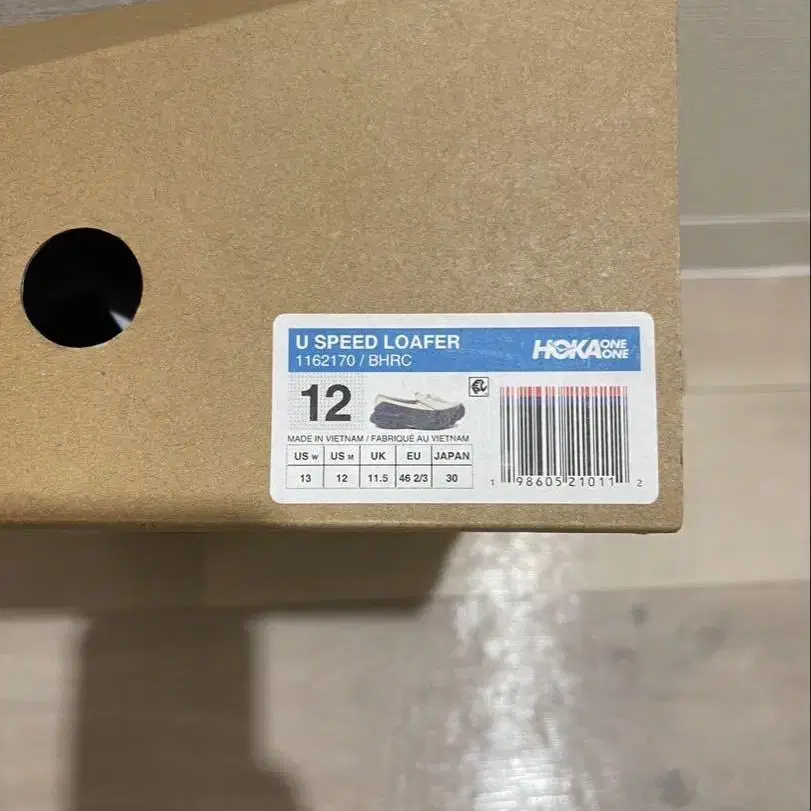 U SPEED LOAFER
1162170 / BHRC
HOKA ONE ONE
12
MADE IN VIETNAM / FABRIQUÉ AU VIETNAM
US w US M UK EU JAPAN
13 12 11.5 46 2/3 30
1 98605 21011 2